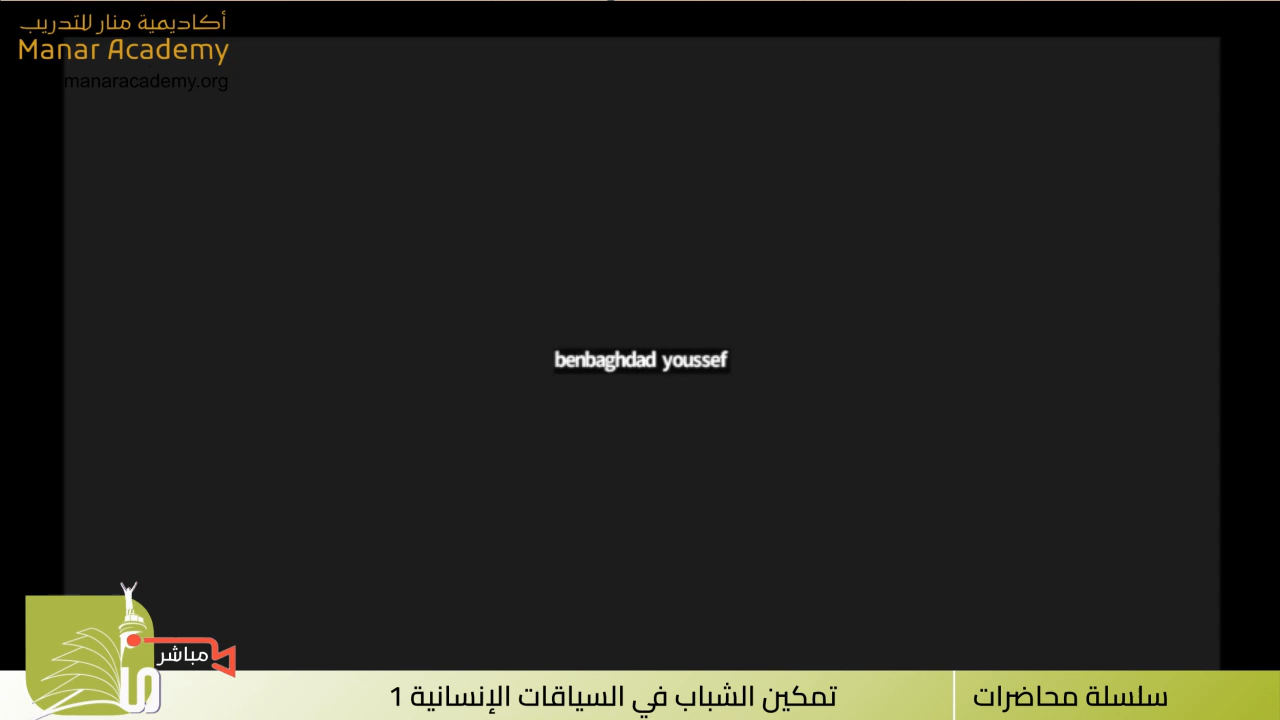 أكاديمية منار للتدريب
Manar Academy
manaracademy.org
benbaghdad youssef
مباشر
سلسلة محاضرات
تمكين الشباب في السياقات الإنسانية 1